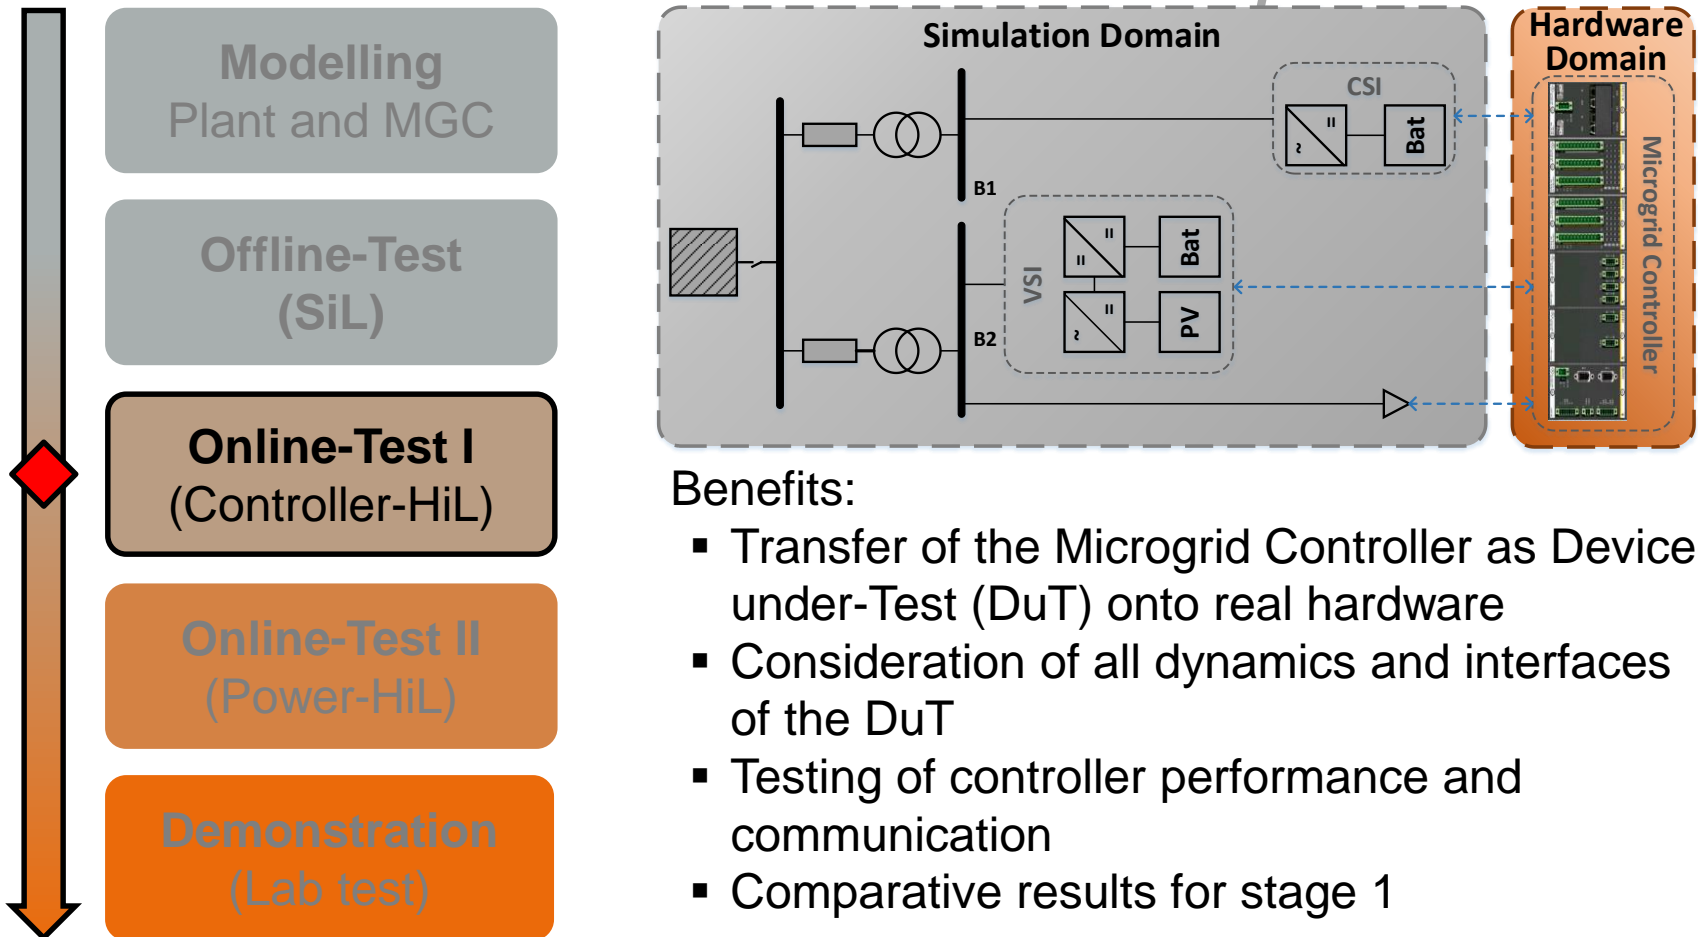 Modelling
Plant and MGC
Offline-Test
(SiL)
Online-Test I
(Controller-HiL)
Online-Test II
(Power-HiL)
Demonstration
(Lab test)
Simulation Domain
CSI
Bat
B1
VSI
Bat
PV
B2
Hardware
Domain
Microgrid Controller
Benefits:
▪ Transfer of the Microgrid Controller as Device
under-Test (DuT) onto real hardware
▪ Consideration of all dynamics and interfaces
of the DuT
▪ Testing of controller performance and
communication
▪ Comparative results for stage 1